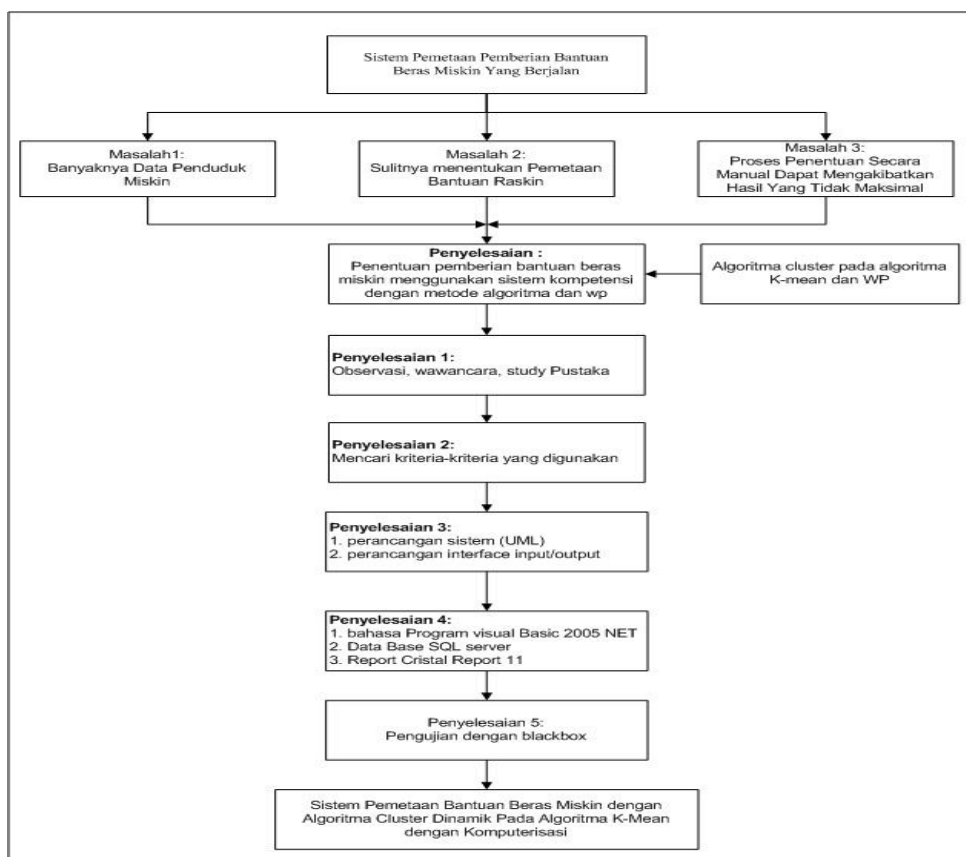 Sistem Pemetaan Pemberian Bantuan
Beras Miskin Yang Berjalan
Masalah1:
Banyaknya Data Penduduk
Miskin
Masalah 2:
Sulitnya menentukan Pemetaan
Bantuan Raskin
Masalah 3:
Proses Penentuan Secara
Manual Dapat Mengakibatkan
Hasil Yang Tidak Maksimal
Penyelesaian :
Penentuan pemberian bantuan beras
miskin menggunakan sistem kompetensi
dengan metode algoritma dan wp
Algoritma cluster pada algoritma
K-mean dan WP
Penyelesaian 1:
Observasi, wawancara, study Pustaka
Penyelesaian 2:
Mencari kriteria-kriteria yang digunakan
Penyelesaian 3:
1. perancangan sistem (UML)
2. perancangan interface input/output
Penyelesaian 4:
1. bahasa Program visual Basic 2005 NET
2. Data Base SQL server
3. Report Cristal Report 11
Penyelesaian 5:
Pengujian dengan blackbox
Sistem Pemetaan Bantuan Beras Miskin dengan
Algoritma Cluster Dinamik Pada Algoritma K-Mean
dengan Komputerisasi